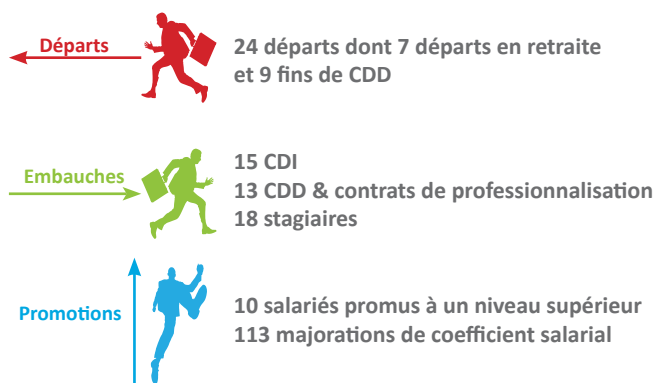 Départs
24 départs dont 7 départs en retraite
et 9 fins de CDD
Embauches
15 CDI
13 CDD & contrats de professionnalisation
18 stagiaires
Promotions
10 salariés promus à un niveau supérieur
113 majorations de coefficient salarial